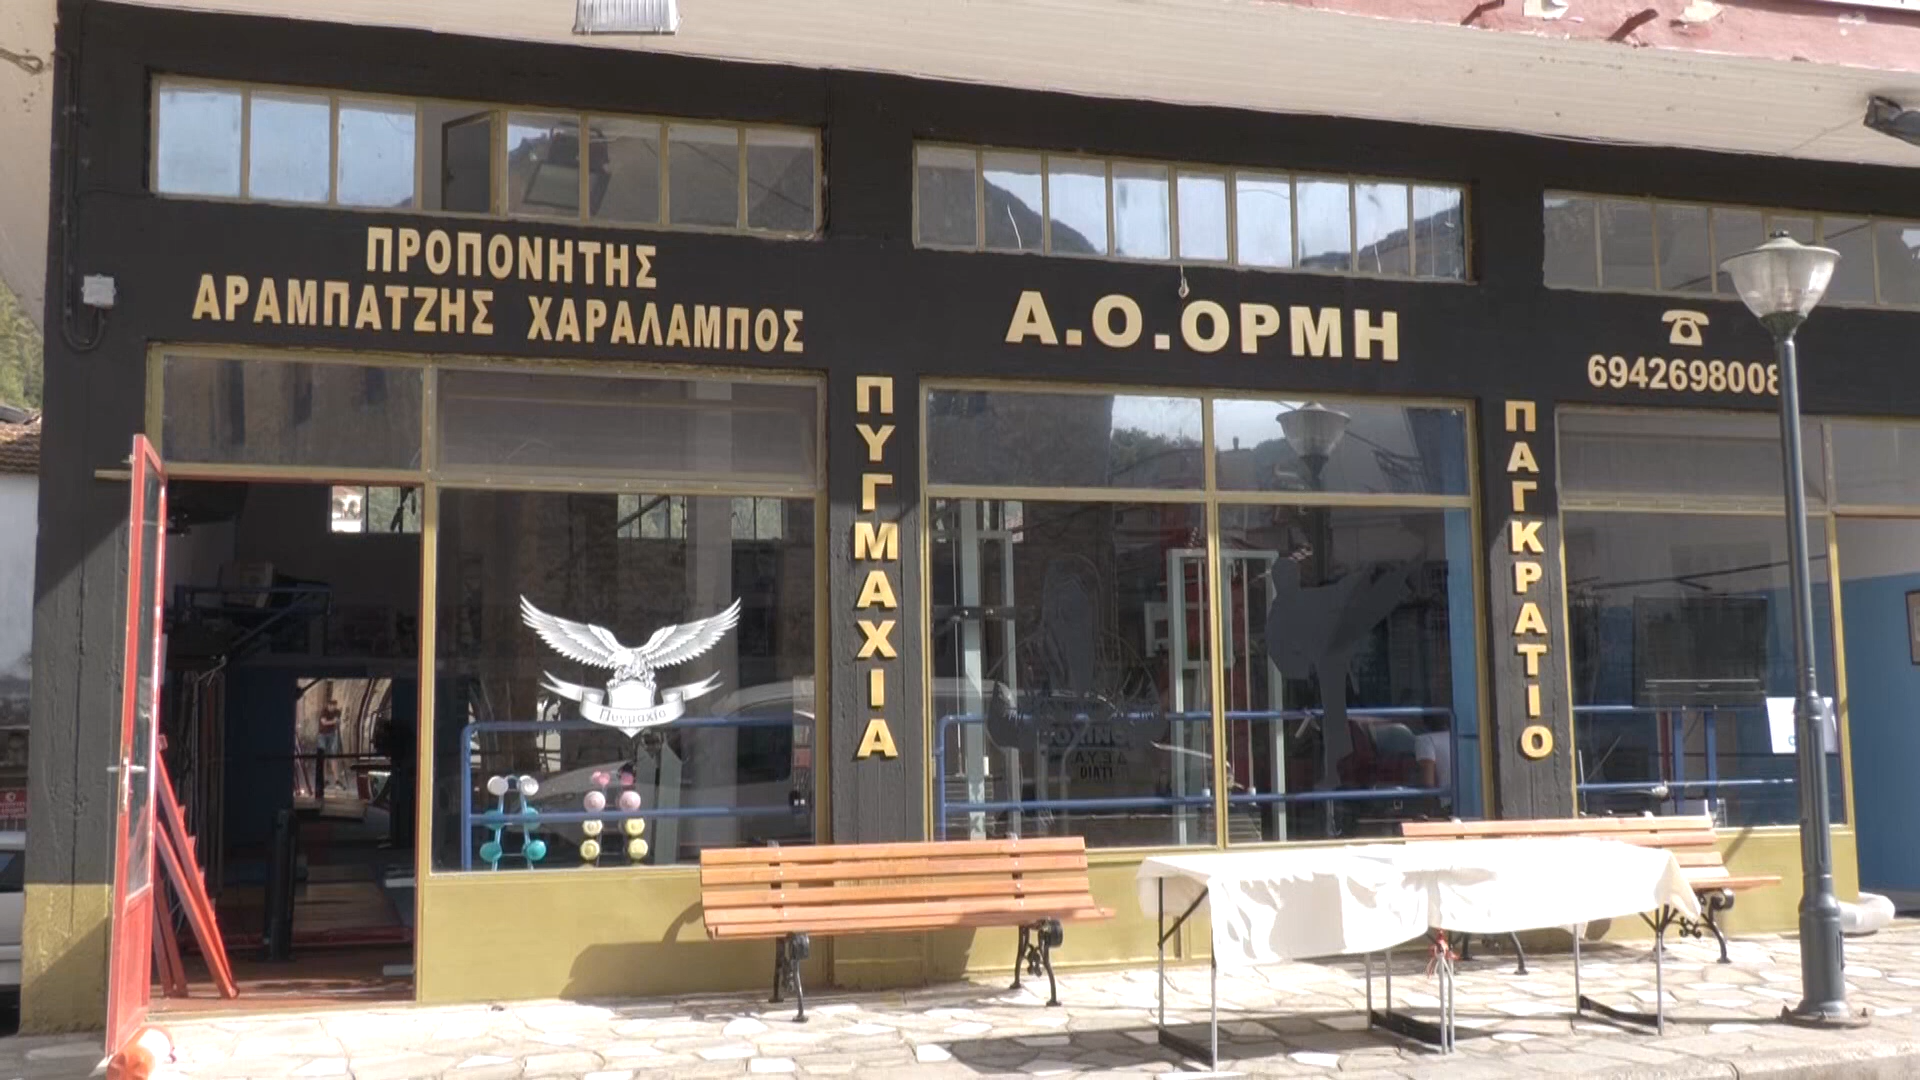 ΠΡΟΠΟΝΗΤΗΣ
ΑΡΑΜΠΑΤΖΗΣ ΧΑΡΑΛΑΜΠΟΣ
Α.Ο.ΟΡΜΗ
6942698008
ΠΥΓΜΑΧΙΑ
ΠΑΓΚΡΑΤΙΟ
Πυγμαχία